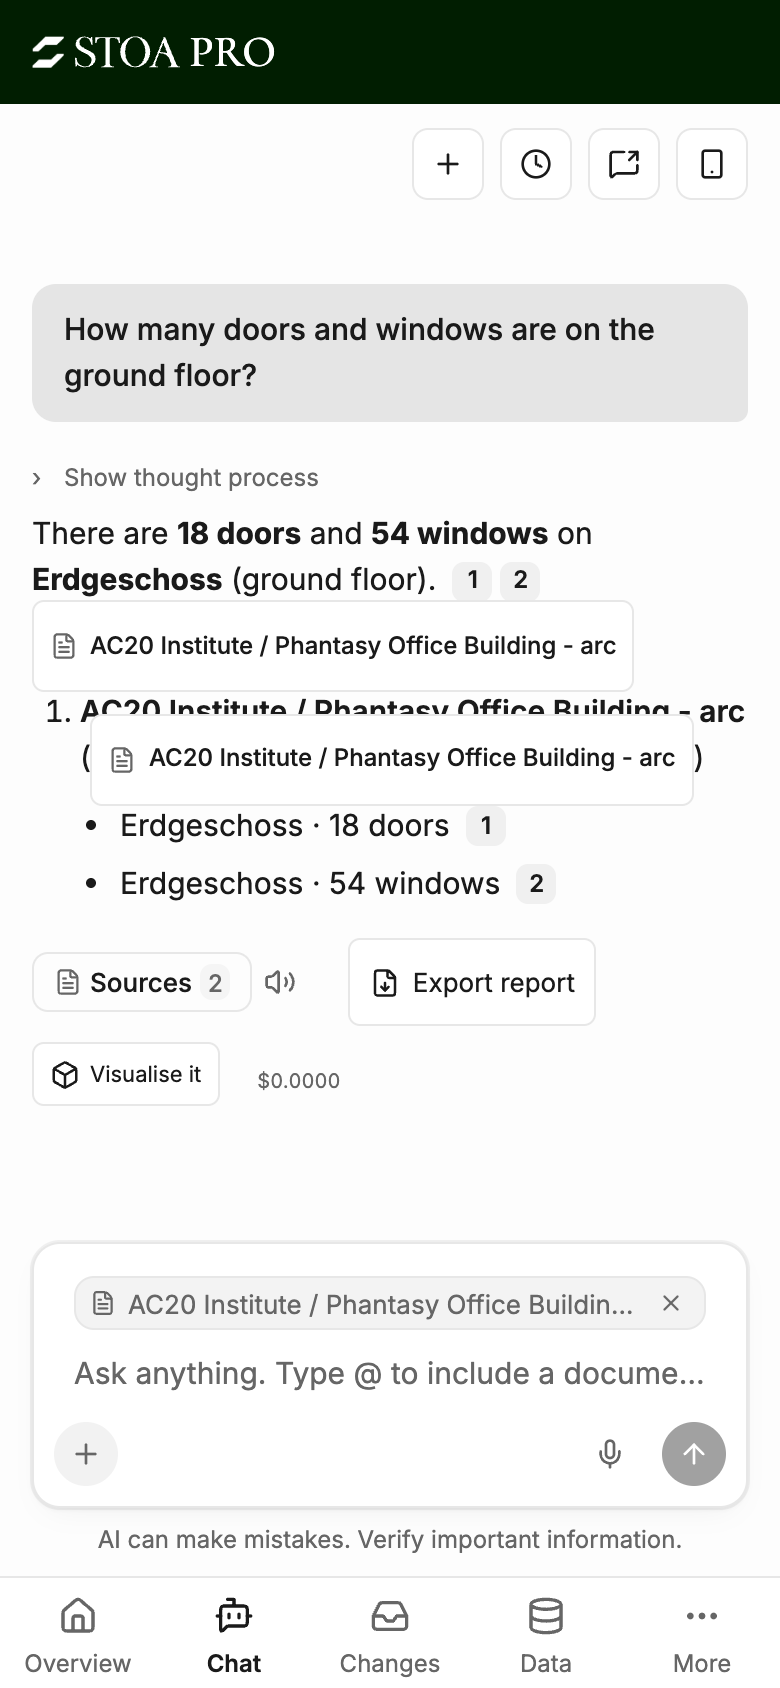 STOA PRO
How many doors and windows are on the
ground floor?
› Show thought process
There are 18 doors and 54 windows on
Erdgeschoss (ground floor). 1 2
AC20 Institute / Phantasy Office Building - arc
1. AC20 Institute / Phantasy Office Building - arc
( AC20 Institute / Phantasy Office Building - arc )
• Erdgeschoss · 18 doors 1
• Erdgeschoss · 54 windows 2
Sources 2
Export report
Visualise it
$0.0000
AC20 Institute / Phantasy Office Buildin...
Ask anything. Type @ to include a docume...
AI can make mistakes. Verify important information.
Overview Chat Changes Data More